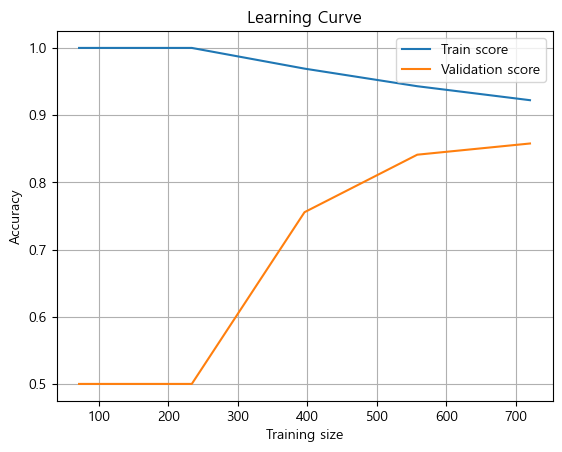 Learning Curve
Train score
Validation score
1.0
0.9
0.8
0.7
0.6
0.5
Accuracy
100 200 300 400 500 600 700
Training size